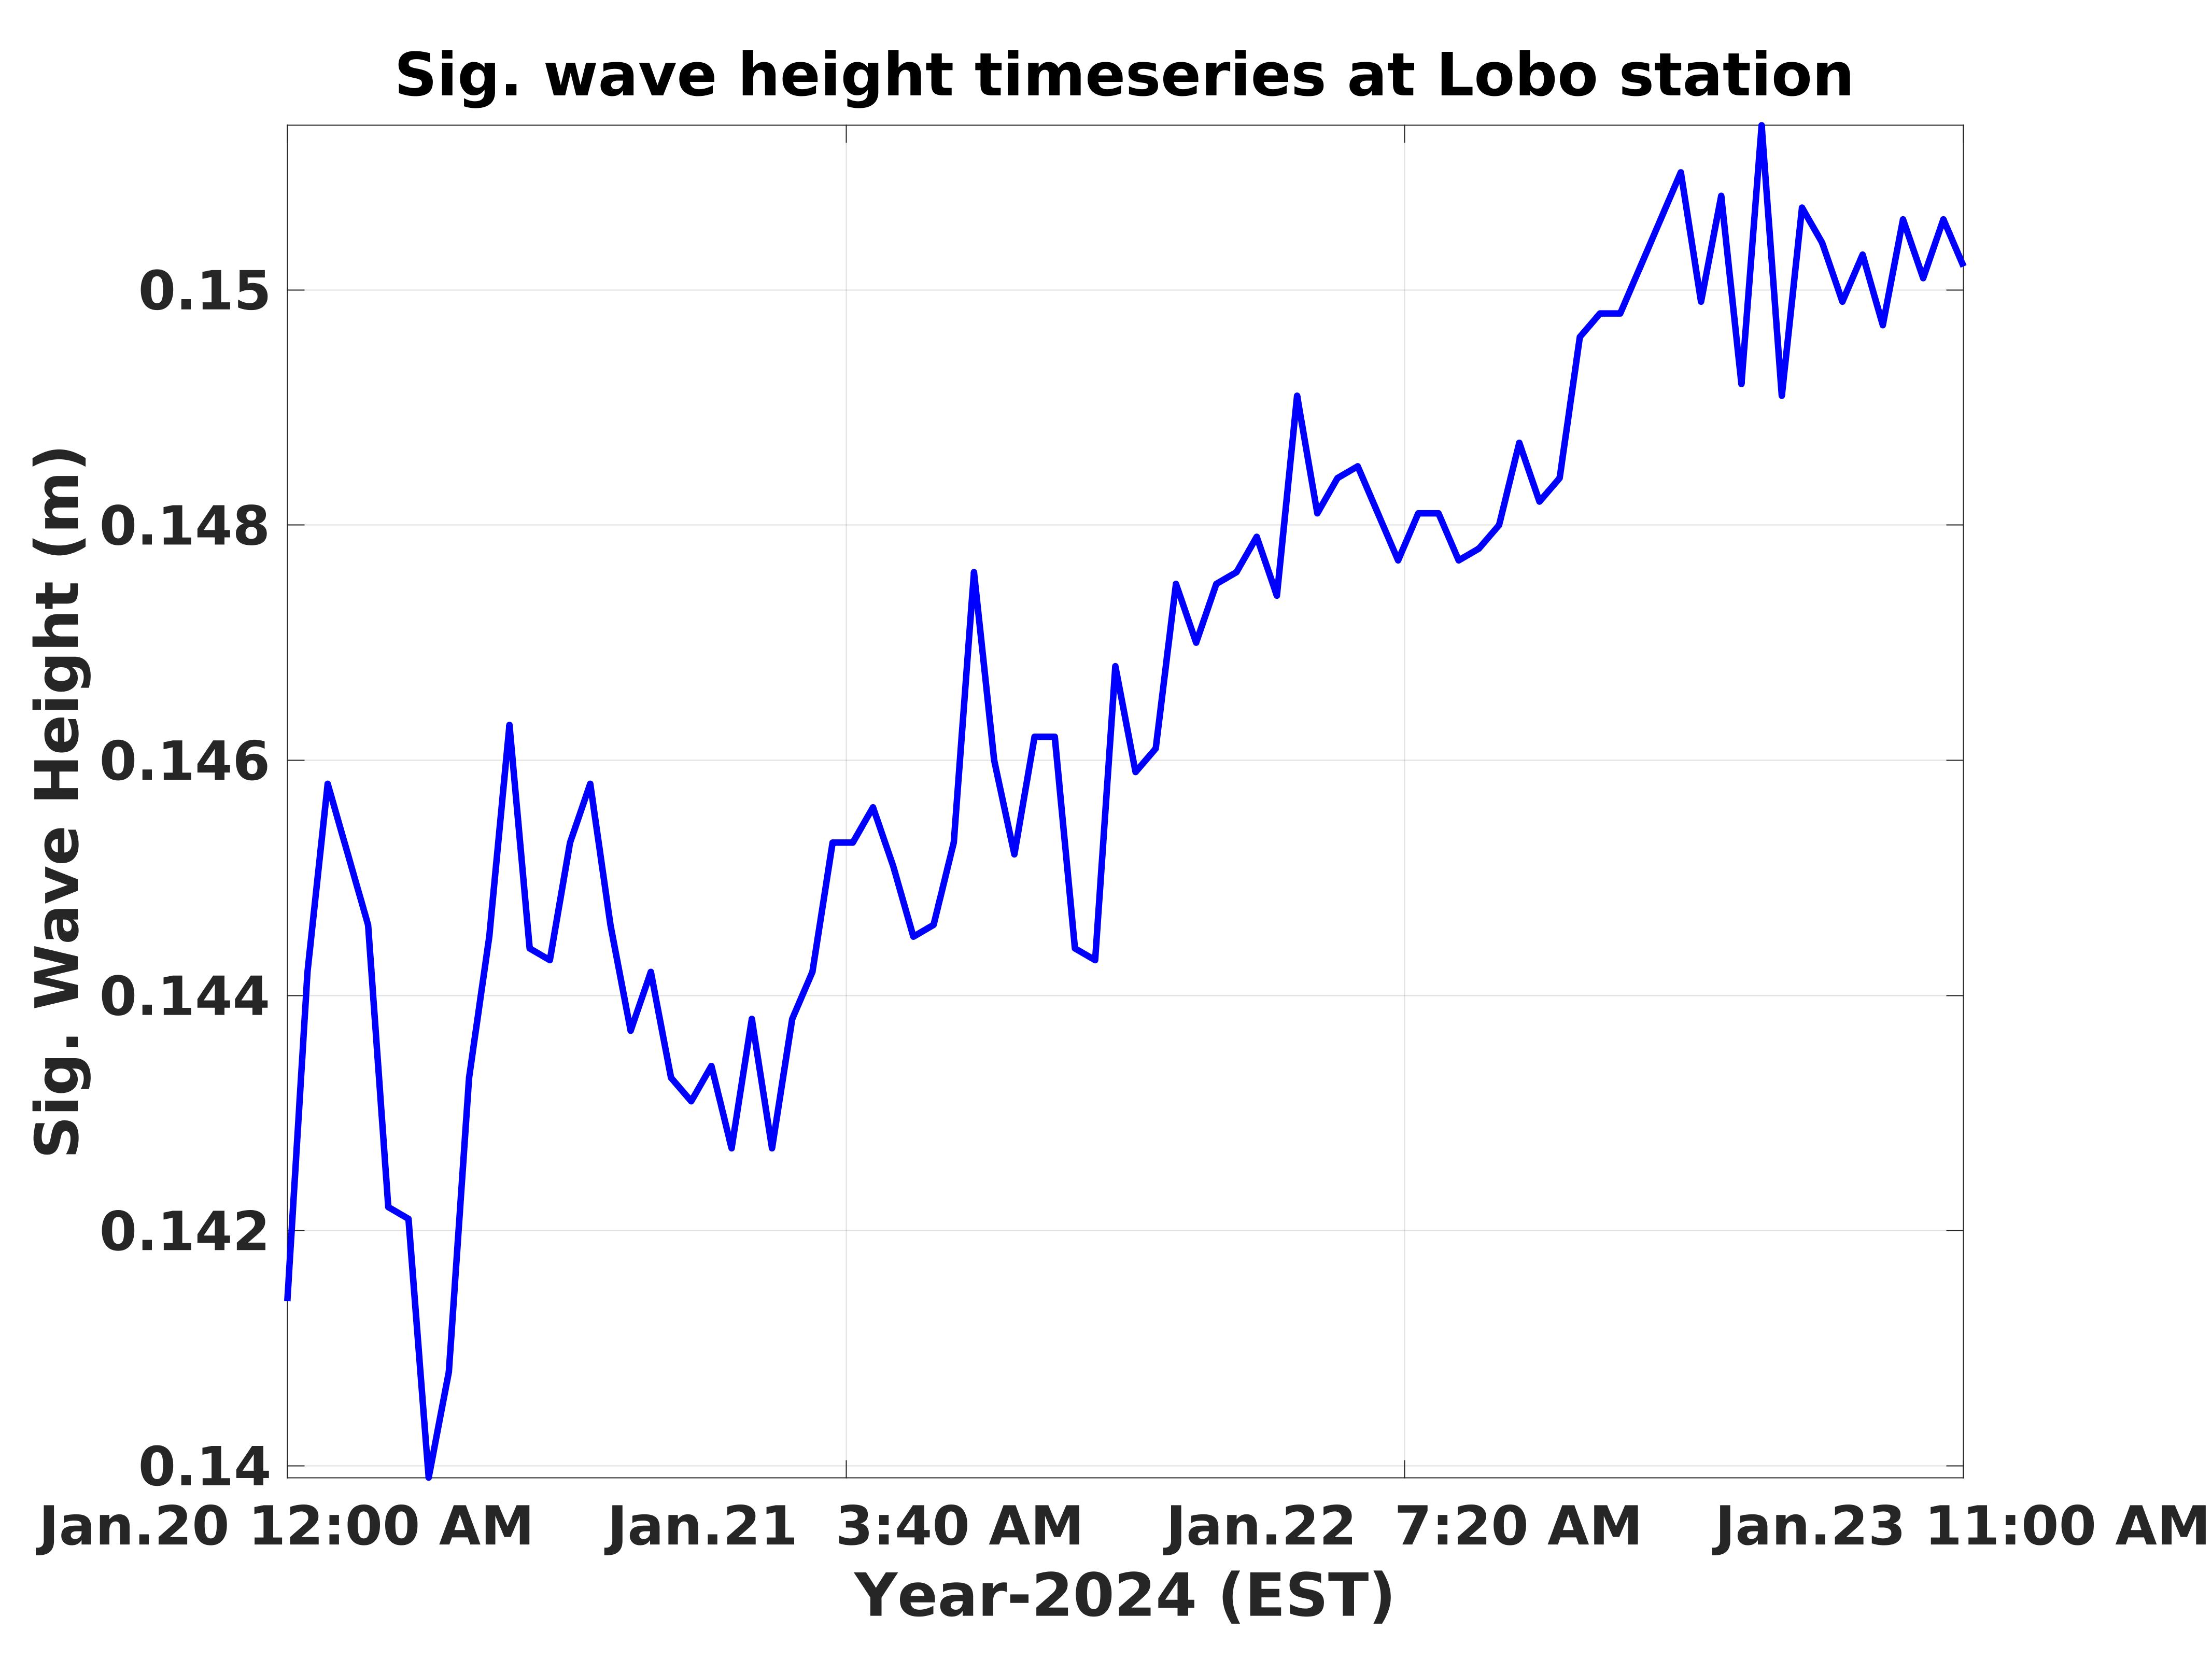 Sig. wave height timeseries at Lobo station
Sig. Wave Height (m)
0.15
0.148
0.146
0.144
0.142
0.14
Jan.20 12:00 AM Jan.21 3:40 AM Jan.22 7:20 AM Jan.23 11:00 AM
Year-2024 (EST)